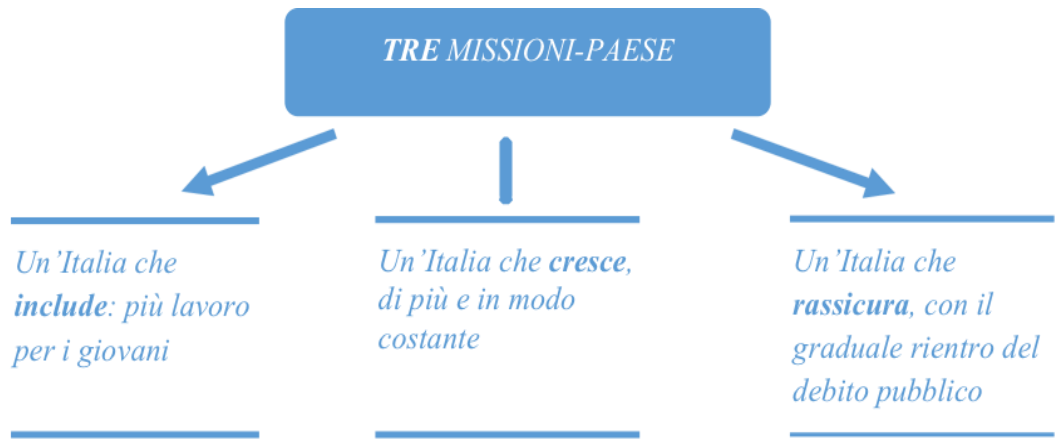 TRE MISSIONI-PAESE
Un’Italia che
include: più lavoro
per i giovani
Un’Italia che cresce,
di più e in modo
costante
Un’Italia che
rassicura, con il
graduale rientro del
debito pubblico